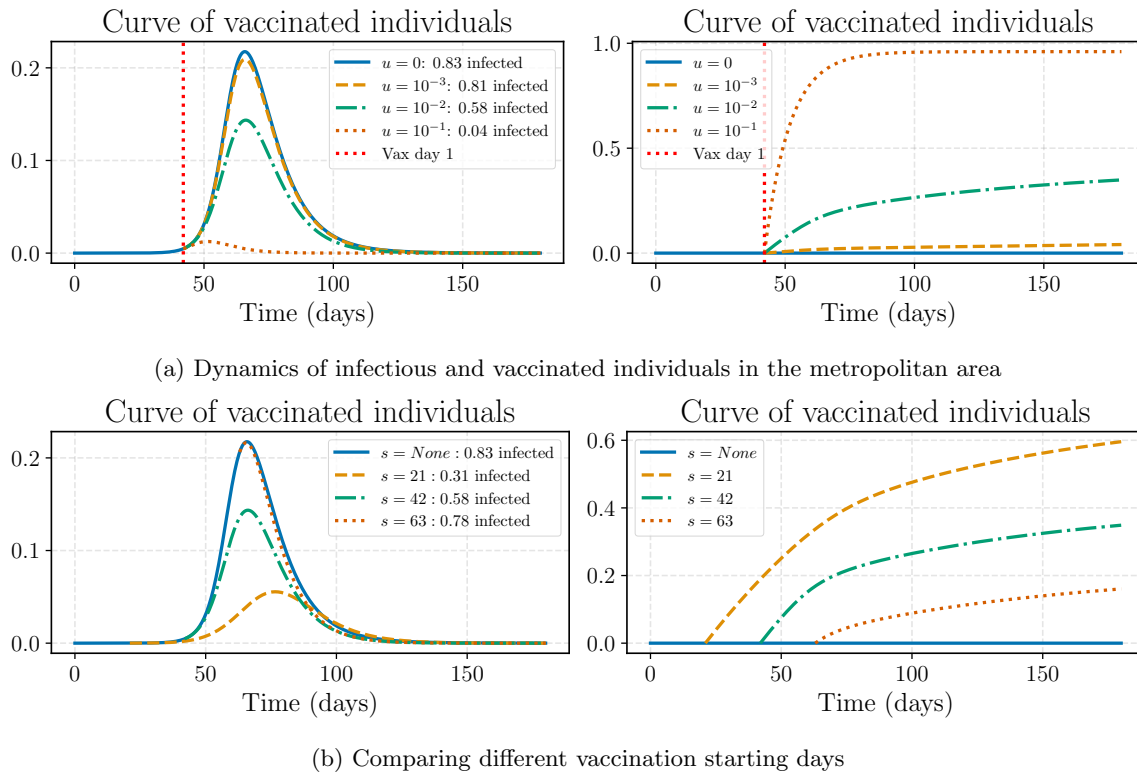 Curve of vaccinated individuals
0.2
0.1
0.0
0
50
100
150
Time (days)
u = 0: 0.83 infected
u = 10⁻³: 0.81 infected
u = 10⁻²: 0.58 infected
u = 10⁻¹: 0.04 infected
Vax day 1
Curve of vaccinated individuals
1.0
0.5
0.0
0
50
100
150
Time (days)
u = 0
u = 10⁻³
u = 10⁻²
u = 10⁻¹
Vax day 1
(a) Dynamics of infectious and vaccinated individuals in the metropolitan area
Curve of vaccinated individuals
0.2
0.1
0.0
0
50
100
150
Time (days)
s = None : 0.83 infected
s = 21 : 0.31 infected
s = 42 : 0.58 infected
s = 63 : 0.78 infected
Curve of vaccinated individuals
0.6
0.4
0.2
0.0
0
50
100
150
Time (days)
s = None
s = 21
s = 42
s = 63
(b) Comparing different vaccination starting days